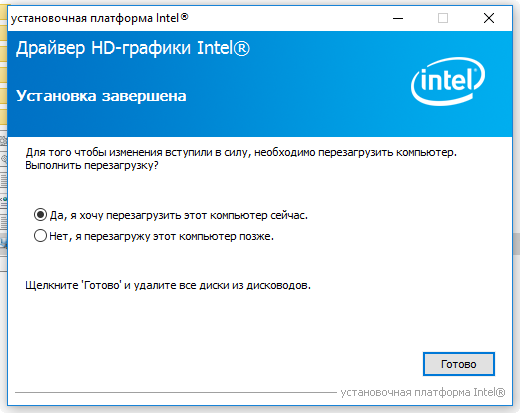 установочная платформа Intel®
Драйвер HD-графики Intel®
Установка завершена
intel
Для того чтобы изменения вступили в силу, необходимо перезагрузить компьютер.
Выполнить перезагрузку?
Да, я хочу перезагрузить этот компьютер сейчас.
Нет, я перезагружу этот компьютер позже.
Щелкните 'Готово' и удалите все диски из дисководов.
Готово
установочная платформа Intel®